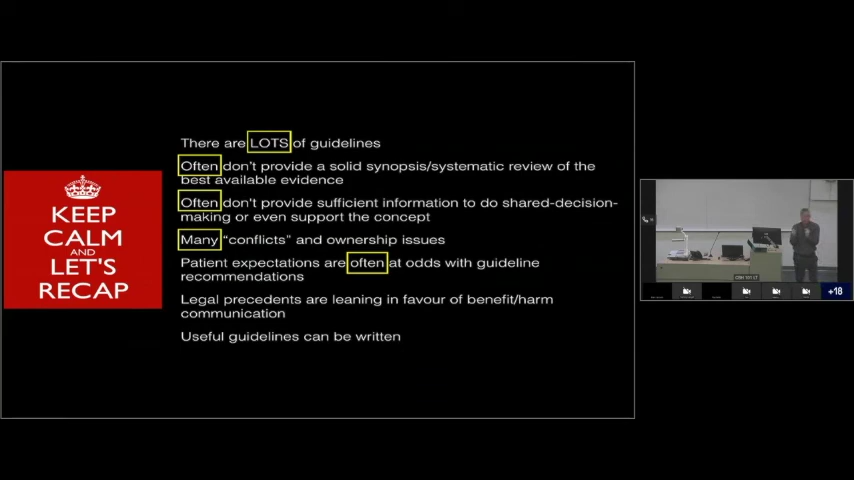 There are LOTS of guidelines
Often don't provide a solid synopsis/systematic review of the
best available evidence
Often don't provide sufficient information to do shared-decision-
making or even support the concept
Many "conflicts" and ownership issues
Patient expectations are often at odds with guideline
recommendations
Legal precedents are leaning in favour of benefit/harm
communication
Useful guidelines can be written
KEEP
CALM
AND
LET'S
RECAP
+18